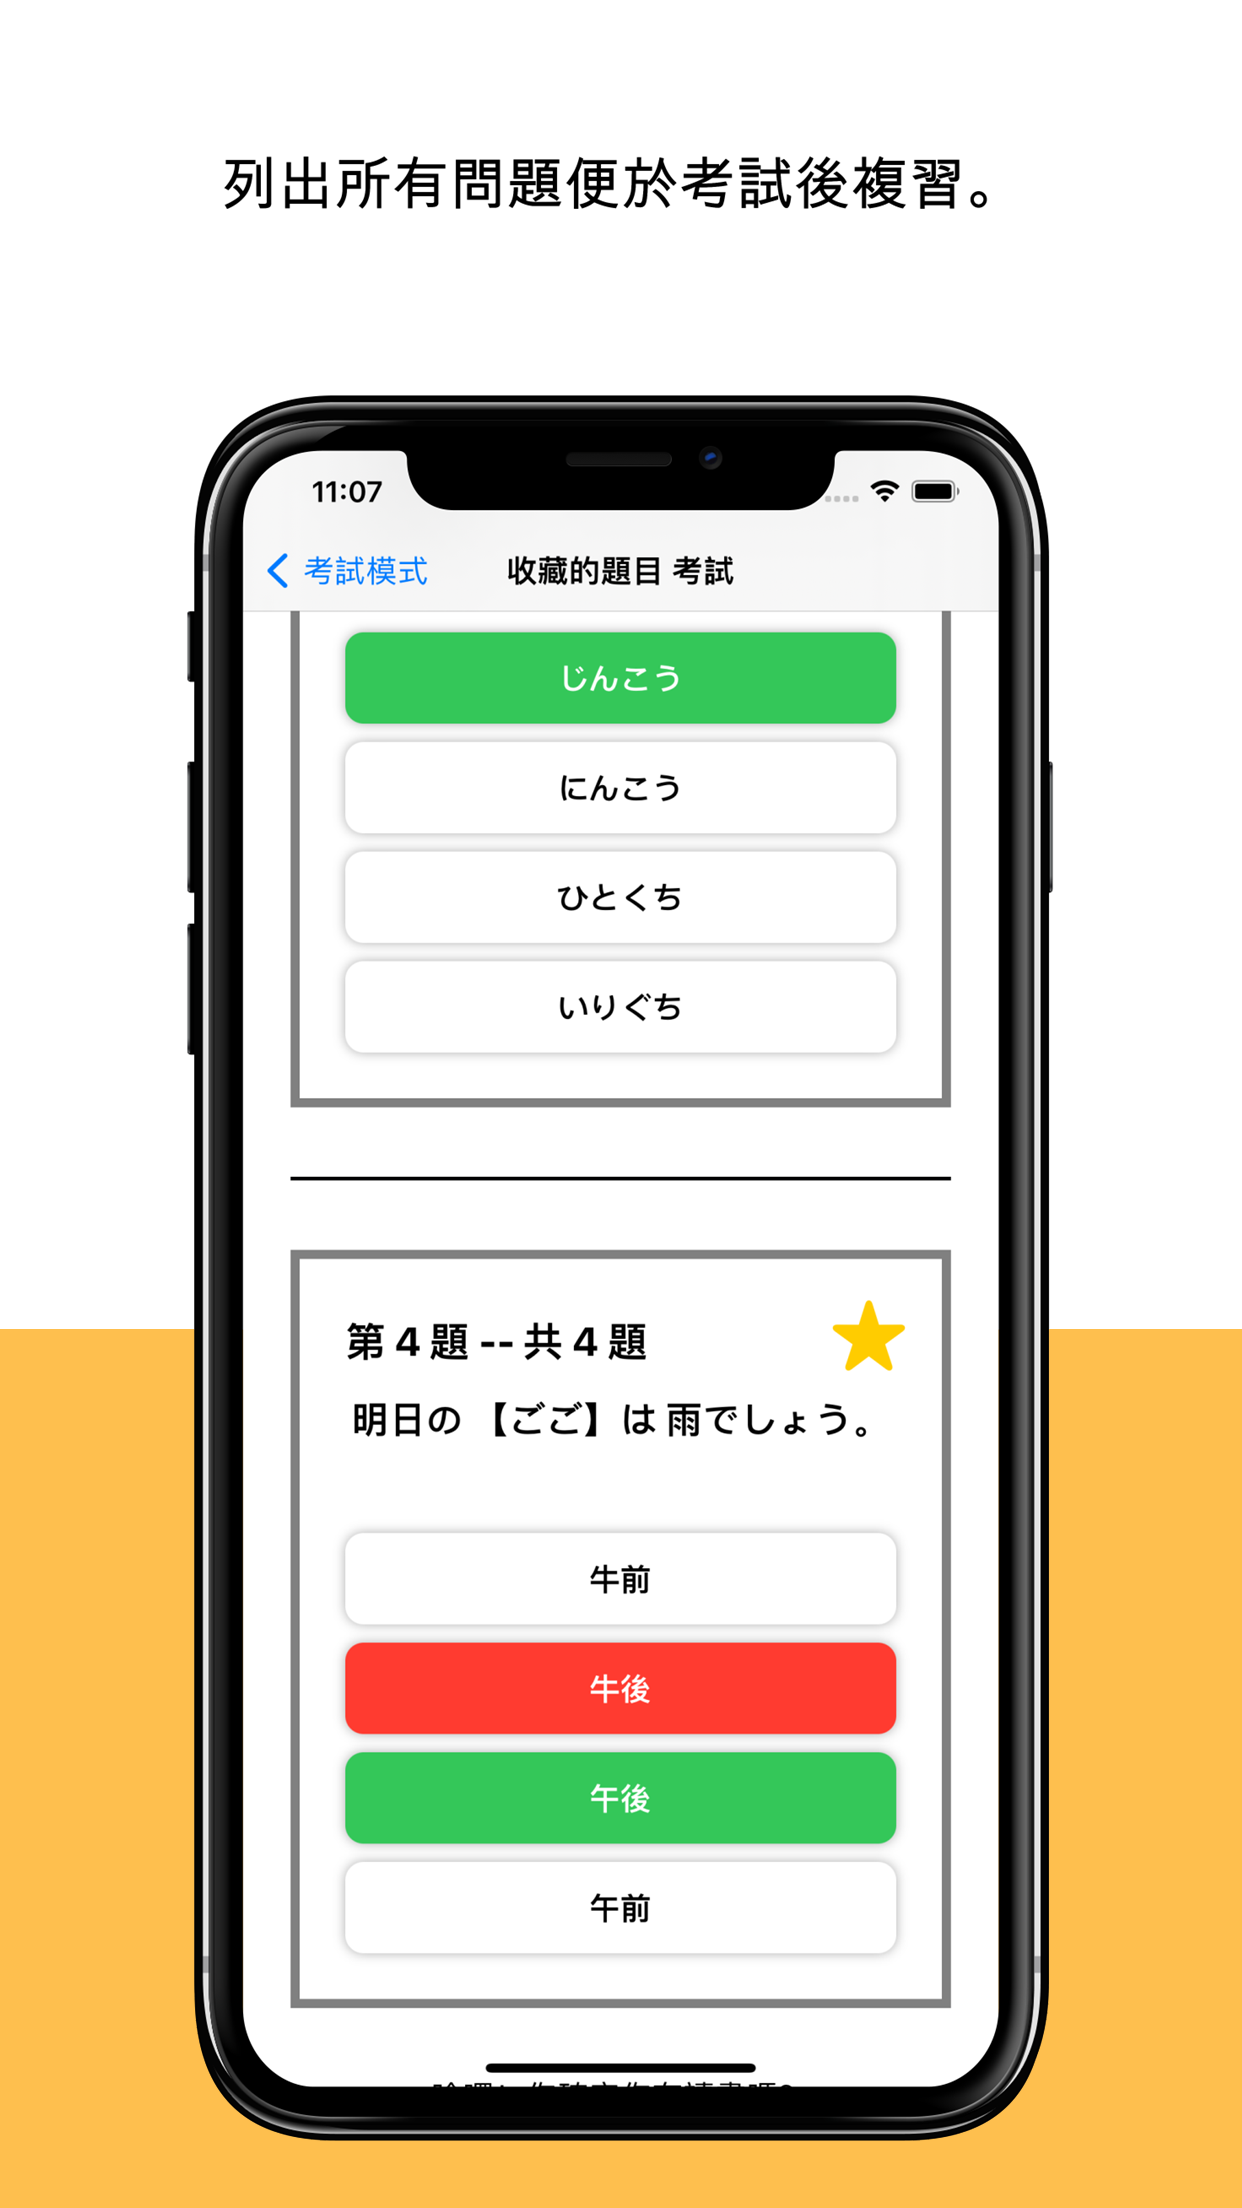 列出所有問題便於考試後複習。
11:07
考試模式
收藏的題目 考試
じんこう
にんこう
ひとくち
いりぐち
第 4 題 -- 共 4 題
明日の 【ごご】は 雨でしょう。
牛前
牛後
午後
午前